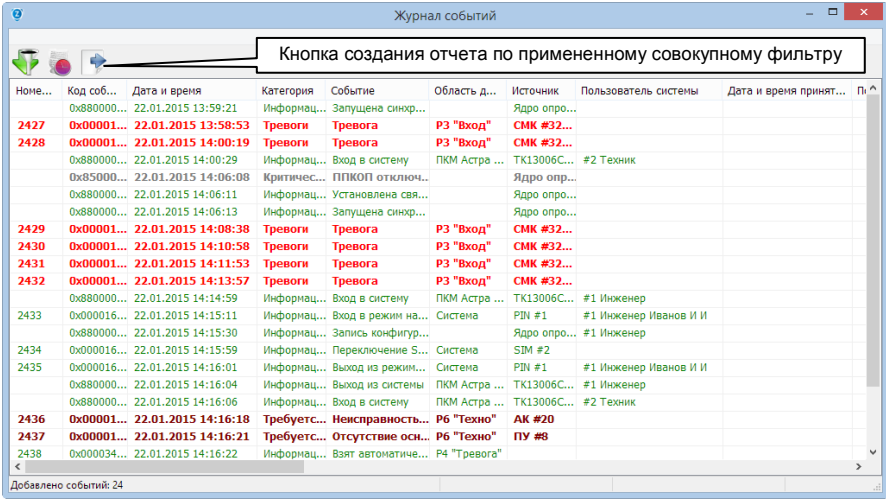 Журнал событий
Кнопка создания отчета по примененному совокупному фильтру
Номе... Код соб... Дата и время Категория Событие Область д... Источник Пользователь системы Дата и время принят... По
0x880000... 22.01.2015 13:59:21 Информац... Запущена синхр... Ядро опро...
2427 0x00001... 22.01.2015 13:58:53 Тревоги Тревога Р3 "Вход" СМК #32...
2428 0x00001... 22.01.2015 14:00:19 Тревоги Тревога Р3 "Вход" СМК #32...
0x880000... 22.01.2015 14:00:29 Информац... Вход в систему ПКМ Астра ... TK13006C... #2 Техник
0x85000... 22.01.2015 14:06:08 Критичес... ППКОП отключ... Ядро опр...
0x880000... 22.01.2015 14:06:11 Информац... Установлена свя... Ядро опро...
0x880000... 22.01.2015 14:06:13 Информац... Запущена синхр... Ядро опро...
2429 0x00001... 22.01.2015 14:08:38 Тревоги Тревога Р3 "Вход" СМК #32...
2430 0x00001... 22.01.2015 14:10:58 Тревоги Тревога Р3 "Вход" СМК #32...
2431 0x00001... 22.01.2015 14:11:53 Тревоги Тревога Р3 "Вход" СМК #32...
2432 0x00001... 22.01.2015 14:13:57 Тревоги Тревога Р3 "Вход" СМК #32...
0x880000... 22.01.2015 14:14:59 Информац... Вход в систему ПКМ Астра ... TK13006C... #1 Инженер
2433 0x000016... 22.01.2015 14:15:11 Информац... Вход в режим на... Система PIN #1 #1 Инженер Иванов И И
0x880000... 22.01.2015 14:15:30 Информац... Запись конфигур... Ядро опро... #1 Инженер
2434 0x000016... 22.01.2015 14:15:59 Информац... Переключение S... Система SIM #2
2435 0x000016... 22.01.2015 14:16:01 Информац... Выход из режим... Система PIN #1 #1 Инженер Иванов И И
0x880000... 22.01.2015 14:16:04 Информац... Выход из системы ПКМ Астра ... TK13006C... #1 Инженер
0x880000... 22.01.2015 14:16:06 Информац... Вход в систему ПКМ Астра ... TK13006C... #2 Техник
2436 0x00001... 22.01.2015 14:16:18 Требуетс... Неисправность... Р6 "Техно" АК #20
2437 0x00001... 22.01.2015 14:16:21 Требуетс... Отсутствие осн... Р6 "Техно" ПУ #8
2438 0x000034... 22.01.2015 14:16:22 Информац... Взят автоматиче... Р4 "Тревога"
Добавлено событий: 24